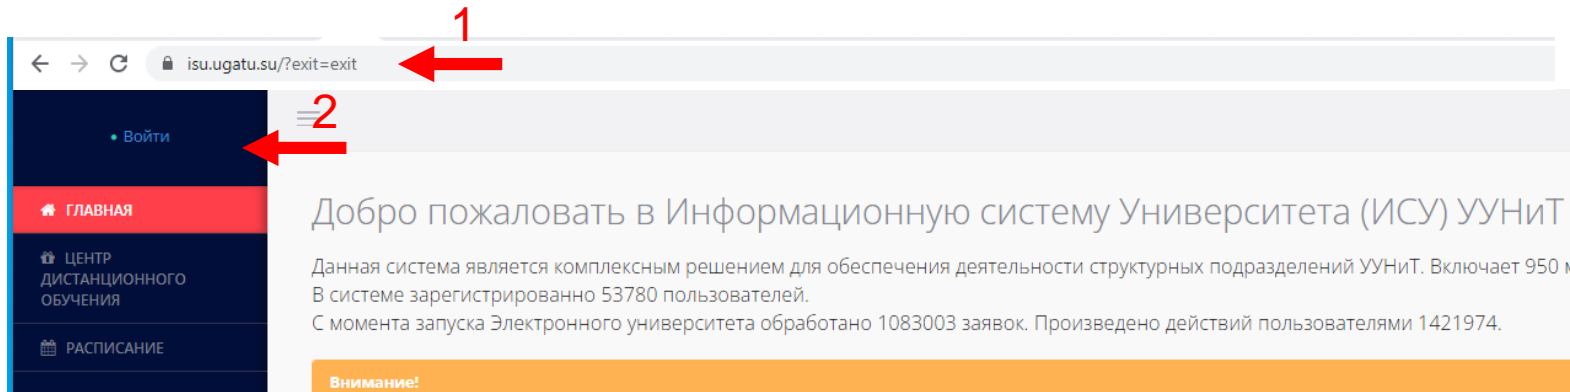 1
isu.ugatu.su/?exit=exit
2
• Войти
ГЛАВНАЯ
ЦЕНТР
ДИСТАНЦИОННОГО
ОБУЧЕНИЯ
РАСПИСАНИЕ
Добро пожаловать в Информационную систему Университета (ИСУ) УУНиТ
Данная система является комплексным решением для обеспечения деятельности структурных подразделений УУНиТ. Включает 950
В системе зарегистрированно 53780 пользователей.
С момента запуска Электронного университета обработано 1083003 заявок. Произведено действий пользователями 1421974.
Внимание!